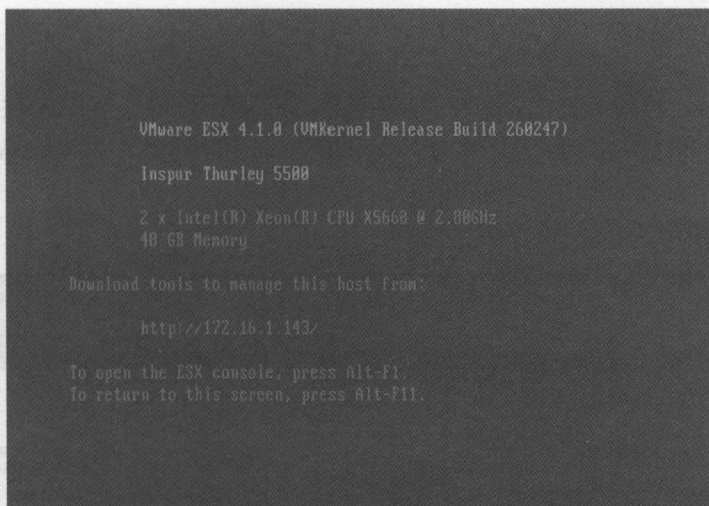 VMware ESX 4.1.0 (VMKernel Release Build 260247)
Inspur Thurley 5500
2 x Intel(R) Xeon(R) CPU X5660 @ 2.80GHz
48 GB Memory
Download tools to manage this host from:
http://172.16.1.143/
To open the ESX console, press Alt-F1.
To return to this screen, press Alt-F11.